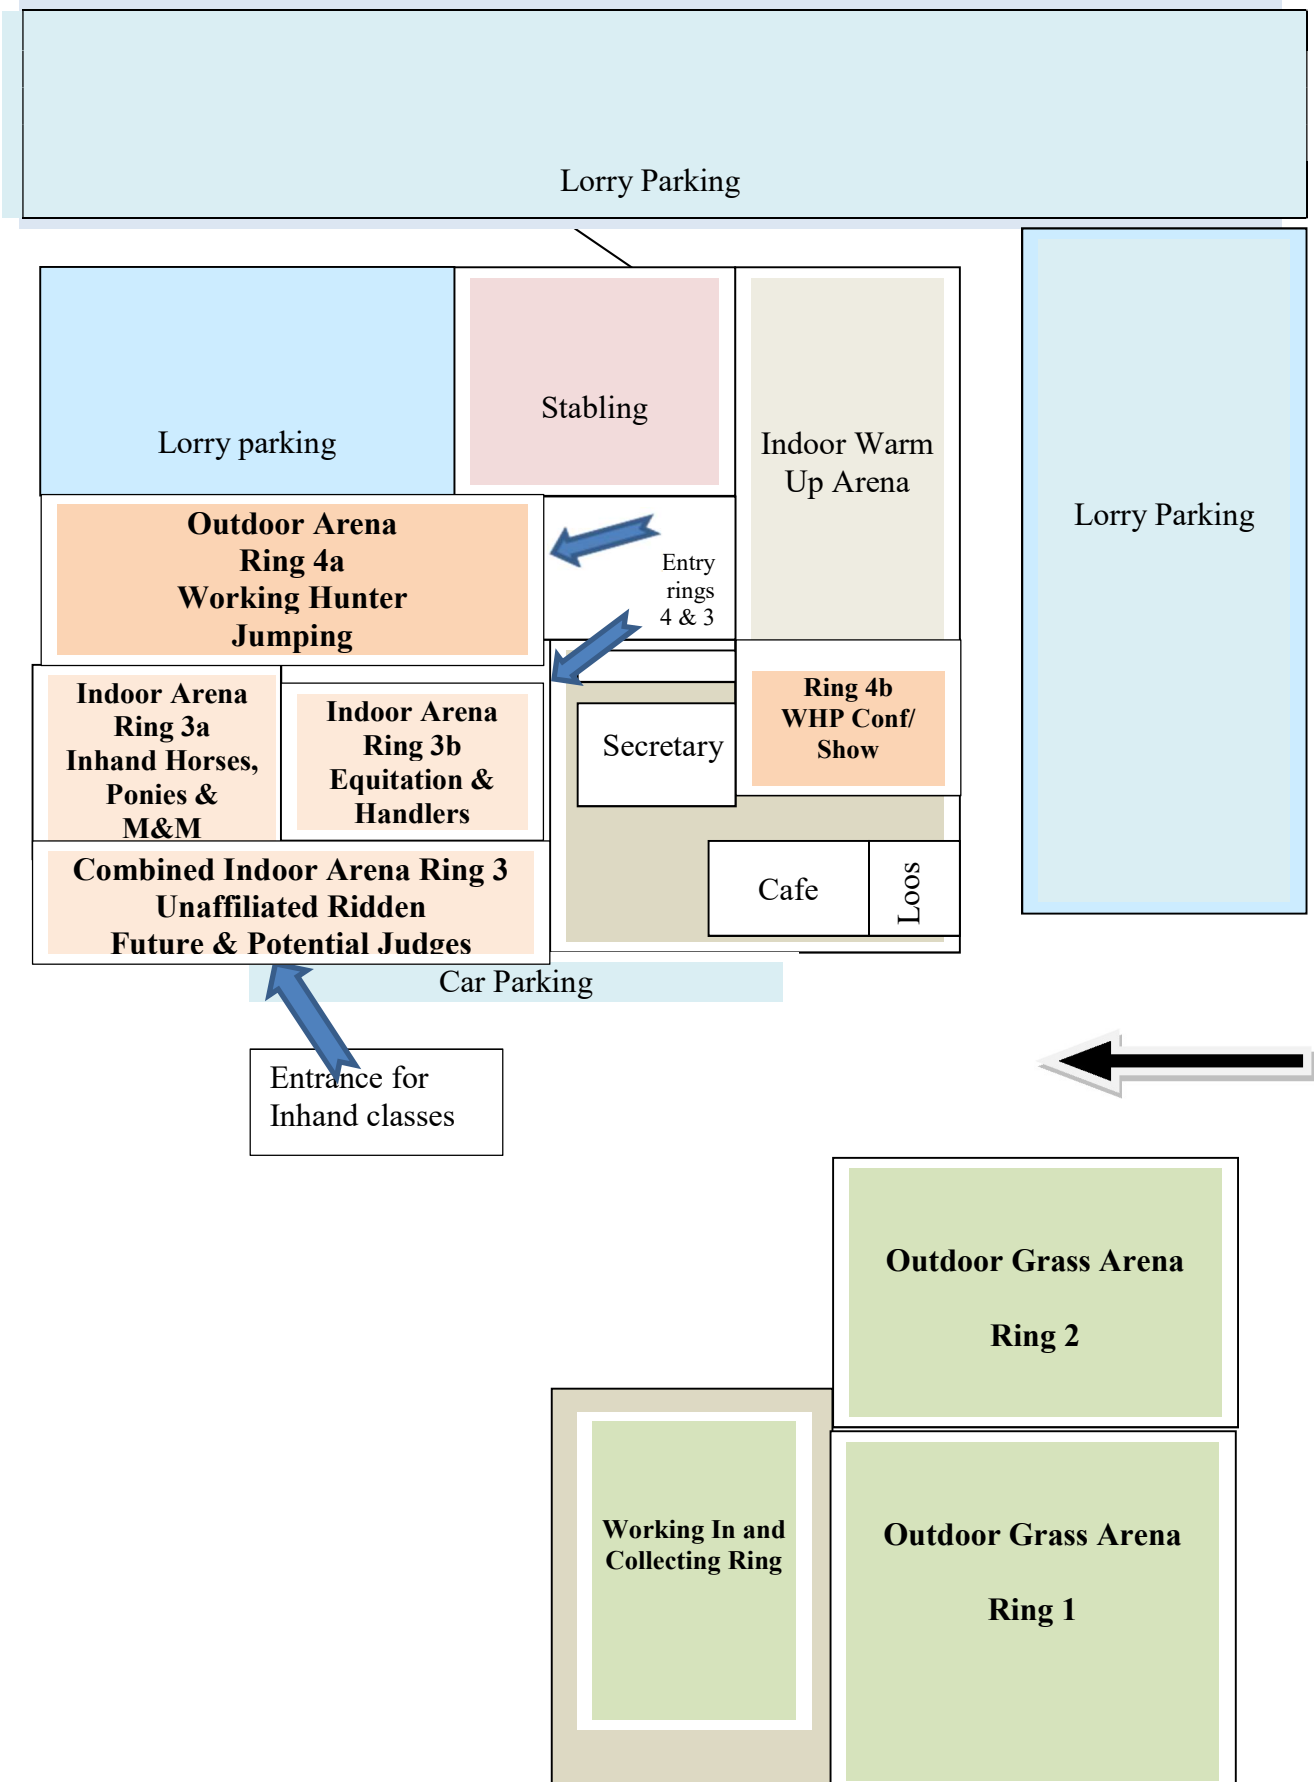 Lorry Parking
Lorry parking
Stabling
Indoor Warm
Up Arena
Lorry Parking
Outdoor Arena
Ring 4a
Working Hunter
Jumping
Entry
rings
4 & 3
Indoor Arena
Ring 3a
Inhand Horses,
Ponies &
M&M
Indoor Arena
Ring 3b
Equitation &
Handlers
Secretary
Ring 4b
WHP Conf/
Show
Combined Indoor Arena Ring 3
Unaffiliated Ridden
Future & Potential Judges
Cafe
Loos
Car Parking
Entrance for
Inhand classes
Outdoor Grass Arena
Ring 2
Working In and
Collecting Ring
Outdoor Grass Arena
Ring 1